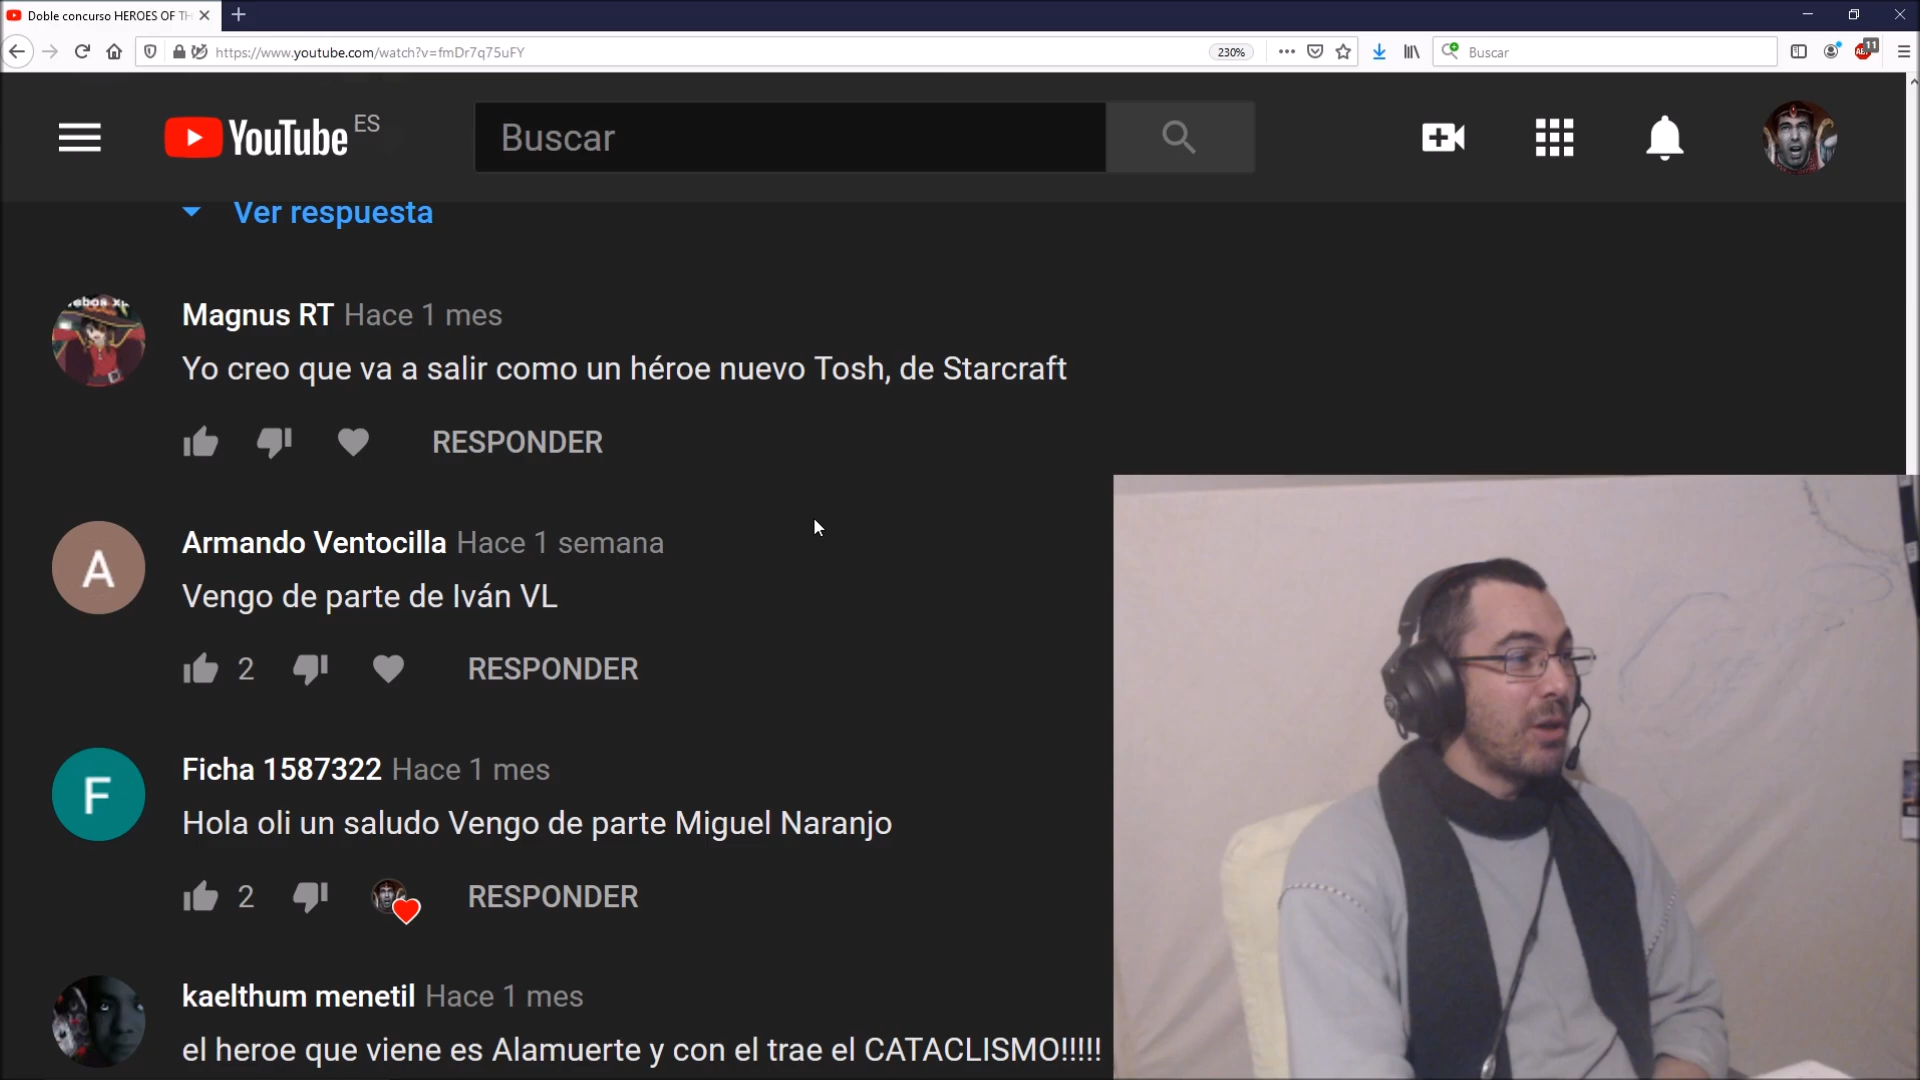 Doble concurso HEROES OF TH
https://www.youtube.com/watch?v=fmDr7q75uFY
230%
Buscar
11
YouTube ES
Buscar
Ver respuesta
Magnus RT Hace 1 mes
Yo creo que va a salir como un héroe nuevo Tosh, de Starcraft
RESPONDER
A
Armando Ventocilla Hace 1 semana
Vengo de parte de Iván VL
2
RESPONDER
F
Ficha 1587322 Hace 1 mes
Hola oli un saludo Vengo de parte Miguel Naranjo
2
RESPONDER
kaelthum menetil Hace 1 mes
el heroe que viene es Alamuerte y con el trae el CATACLISMO!!!!!